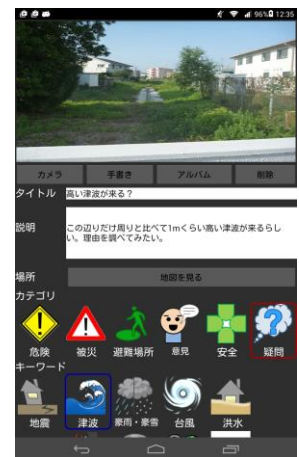 96% 12:35
カメラ 手書き アルバム 削除
タイトル 高い津波が来る？
説明 この辺りだけ周りと比べて1mくらい高い津波が来るらし
い。理由を調べてみたい。
場所 地図を見る
カテゴリ
危険 被災 避難場所 意見 安全 疑問
キーワード
地震 津波 豪雨・豪雪 台風 洪水